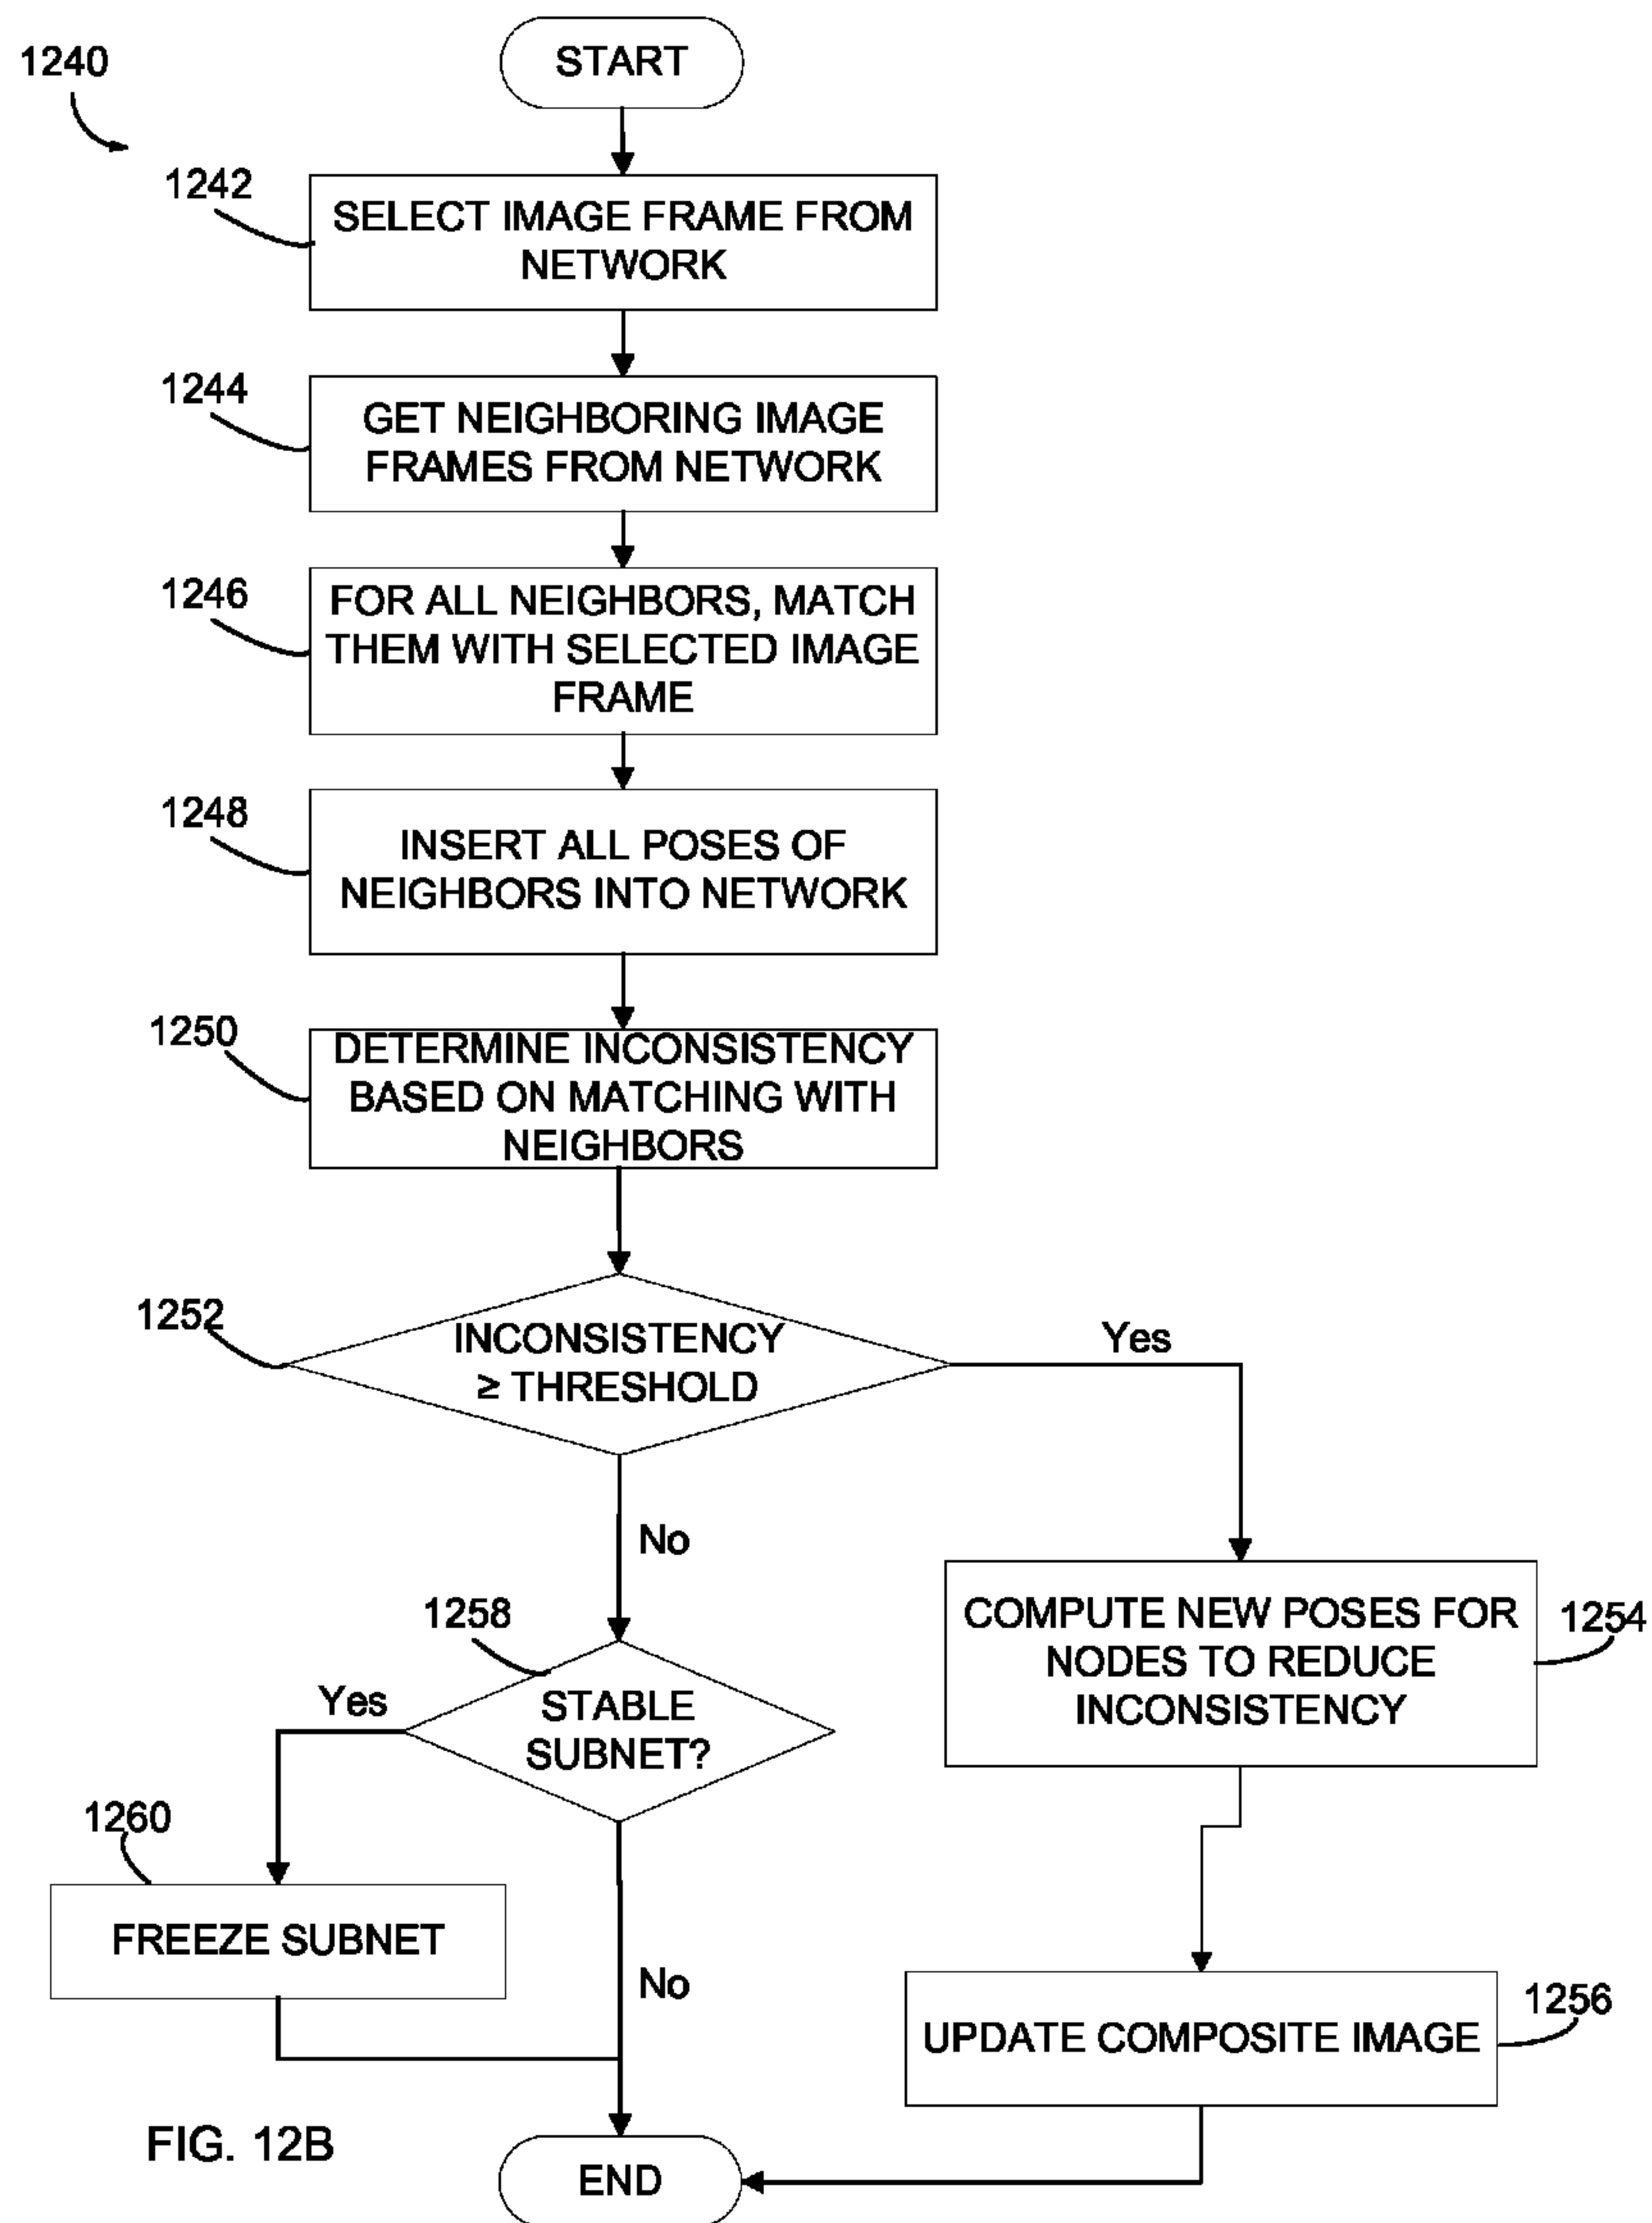 START
1240
1242
SELECT IMAGE FRAME FROM
NETWORK
1244
GET NEIGHBORING IMAGE
FRAMES FROM NETWORK
1246
FOR ALL NEIGHBORS, MATCH
THEM WITH SELECTED IMAGE
FRAME
1248
INSERT ALL POSES OF
NEIGHBORS INTO NETWORK
1250
DETERMINE INCONSISTENCY
BASED ON MATCHING WITH
NEIGHBORS
1252
INCONSISTENCY
≥ THRESHOLD
Yes
No
1254
COMPUTE NEW POSES FOR
NODES TO REDUCE
INCONSISTENCY
1258
STABLE
SUBNET?
Yes
1260
FREEZE SUBNET
No
1256
UPDATE COMPOSITE IMAGE
END
FIG. 12B